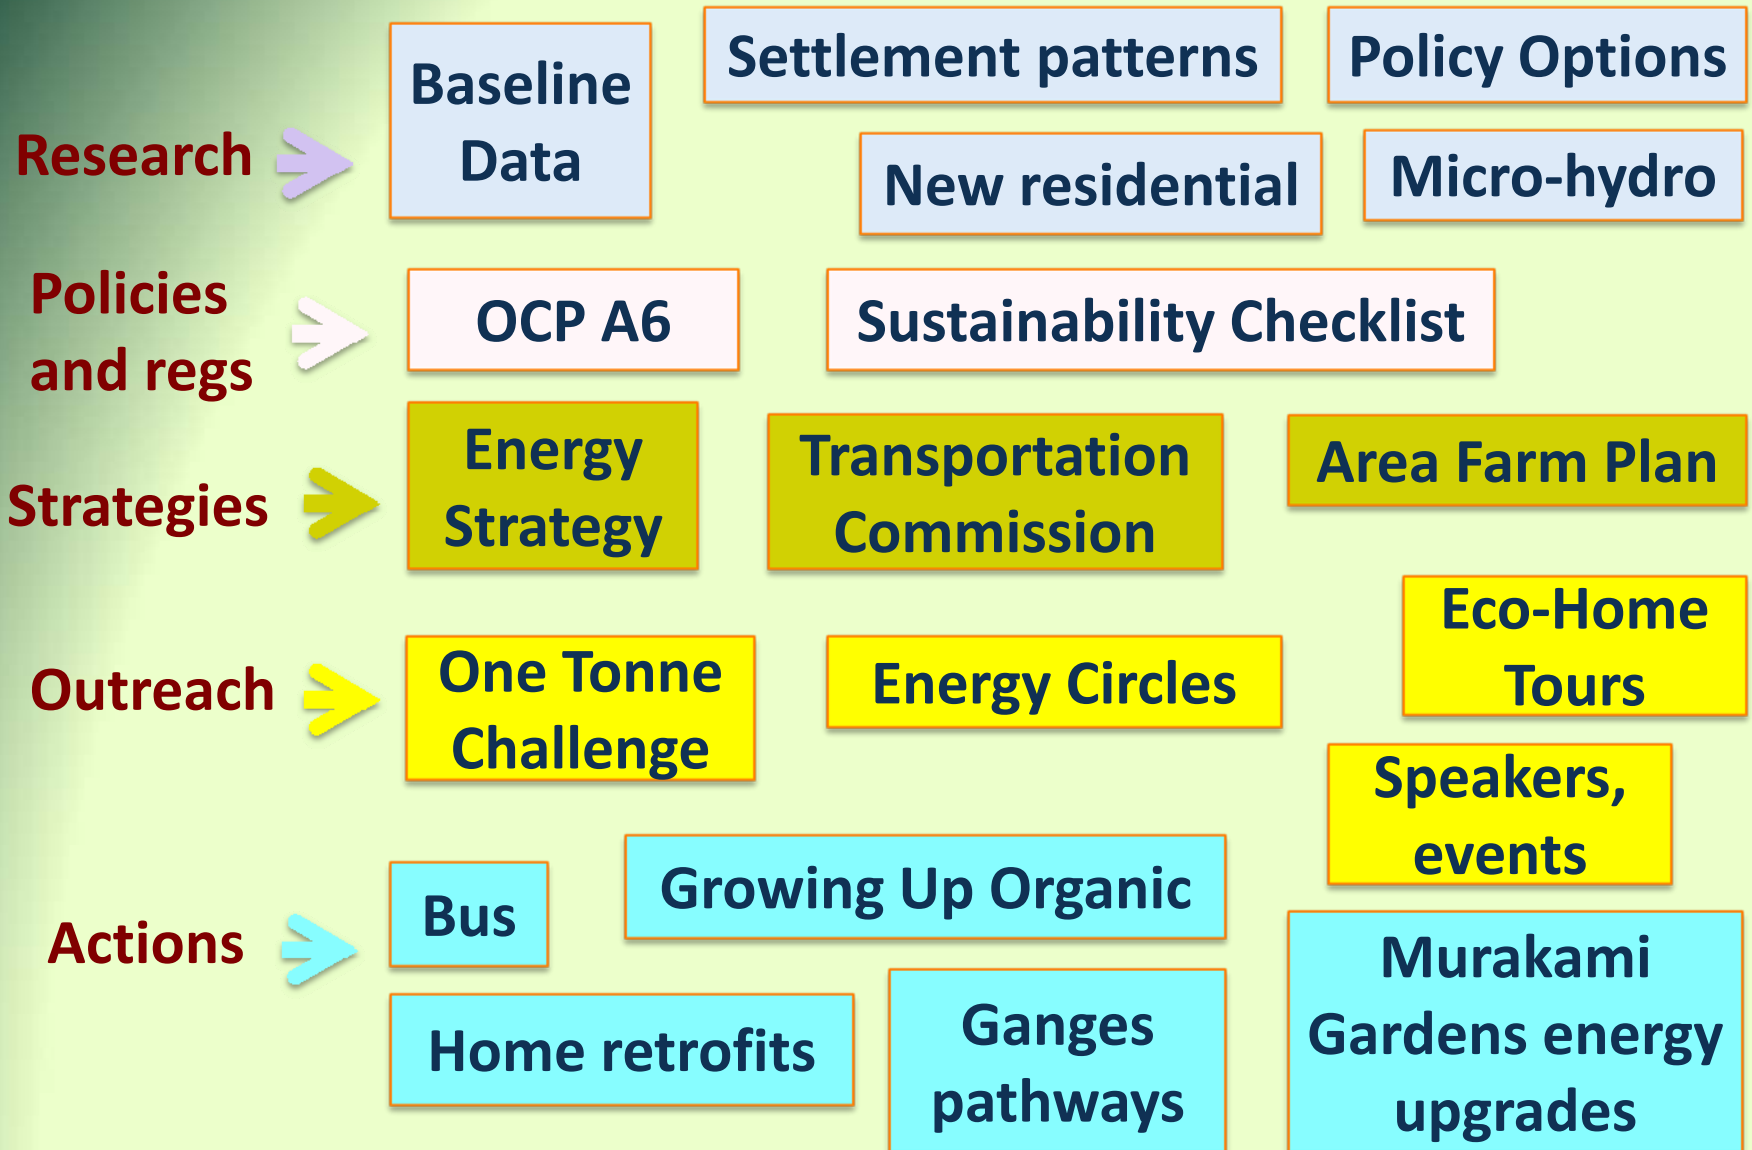 Research
Baseline
Data
Settlement patterns
Policy Options
New residential
Micro-hydro
Policies
and regs
OCP A6
Sustainability Checklist
Strategies
Energy
Strategy
Transportation
Commission
Area Farm Plan
Outreach
One Tonne
Challenge
Energy Circles
Eco-Home
Tours
Speakers,
events
Actions
Bus
Growing Up Organic
Home retrofits
Ganges
pathways
Murakami
Gardens energy
upgrades